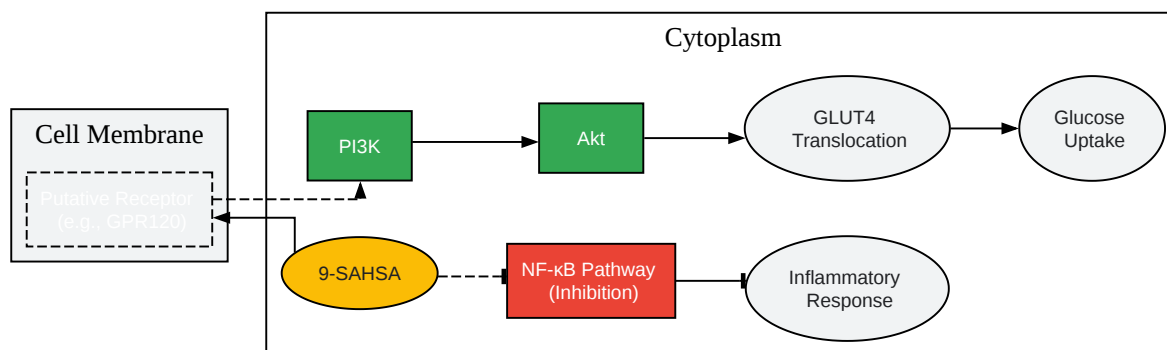 Cytoplasm
Cell Membrane
Putative Receptor
(e.g., GPR120)
PI3K
Akt
GLUT4
Translocation
Glucose
Uptake
9-SAHSA
NF-κB Pathway
(Inhibition)
Inflammatory
Response